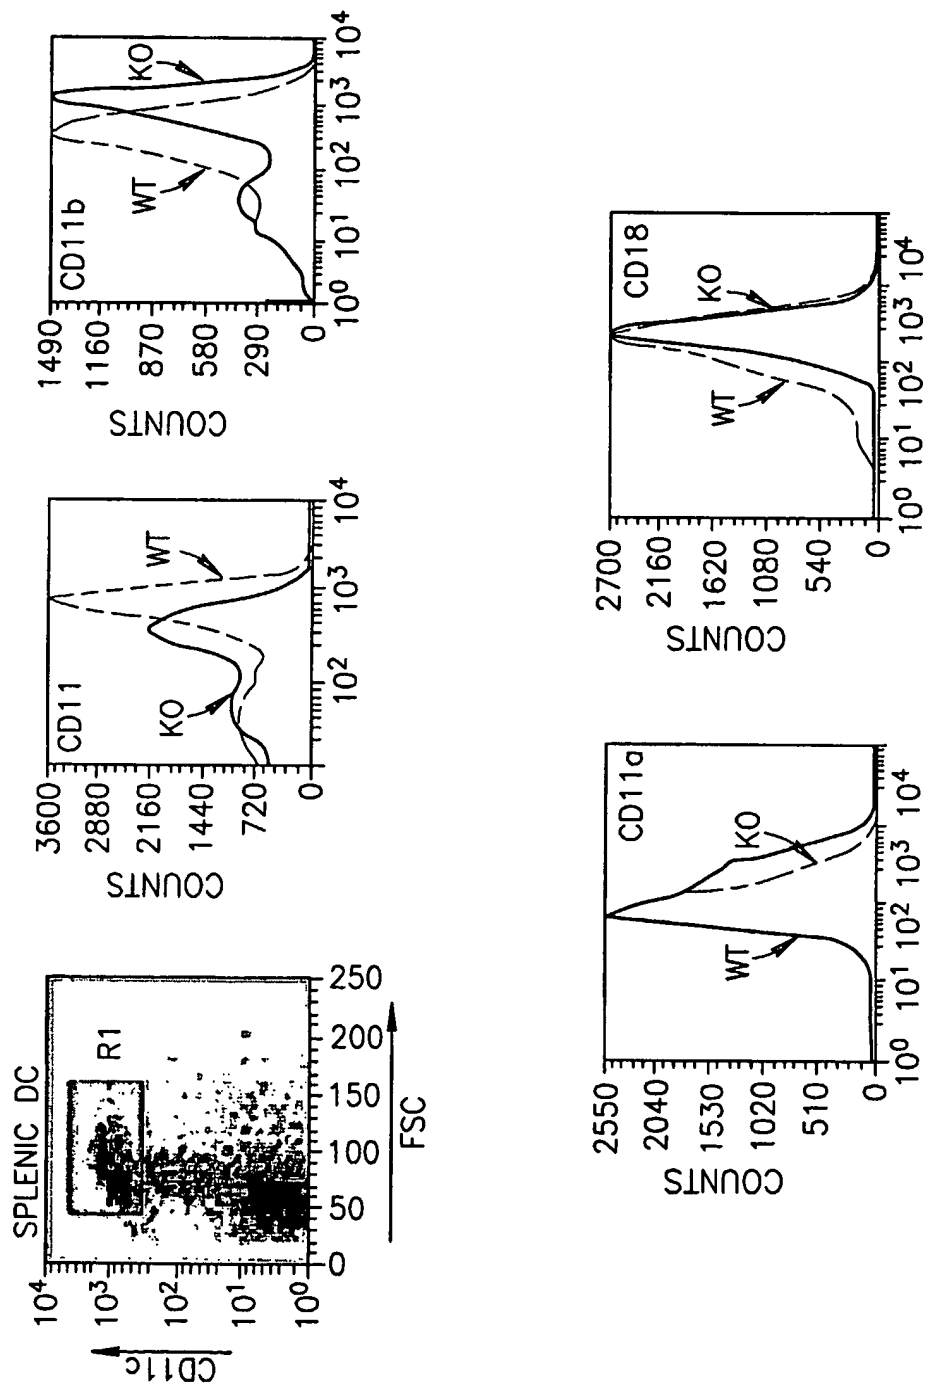 SPLENIC DC
CD11c
10^4
10^3
10^2
10^1
10^0
R1
0 50 100 150 200 250
FSC
CD11
COUNTS
3600
2880
2160
1440
720
0
KO
WT
10^2 10^3 10^4
CD11b
COUNTS
1490
1160
870
580
290
0
WT
KO
10^0 10^1 10^2 10^3 10^4
CD11a
COUNTS
2550
2040
1530
1020
510
0
WT
KO
10^0 10^1 10^2 10^3 10^4
CD18
COUNTS
2700
2160
1620
1080
540
0
WT
KO
10^0 10^1 10^2 10^3 10^4